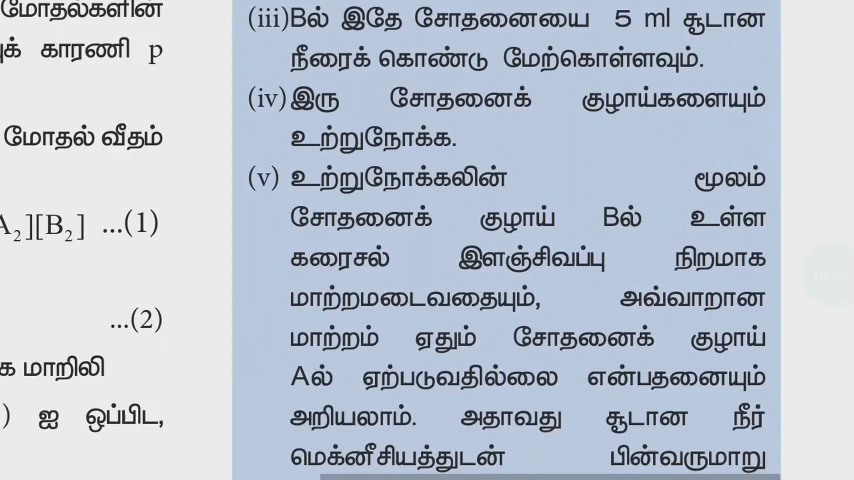 மோதல்களின்
க் காரணி p
மோதல் வீதம்
A₂][B₂] ...(1)
...(2)
க மாறிலி
) ஐ ஒப்பிட,
(iii)Bல் இதே சோதனையை 5 ml சூடான
நீரைக் கொண்டு மேற்கொள்ளவும்.
(iv)இரு சோதனைக் குழாய்களையும்
உற்றுநோக்க.
(v) உற்றுநோக்கலின் மூலம்
சோதனைக் குழாய் Bல் உள்ள
கரைசல் இளஞ்சிவப்பு நிறமாக
மாற்றமடைவதையும், அவ்வாறான
மாற்றம் ஏதும் சோதனைக் குழாய்
Aல் ஏற்படுவதில்லை என்பதனையும்
அறியலாம். அதாவது சூடான நீர்
மெக்னீசியத்துடன் பின்வருமாறு